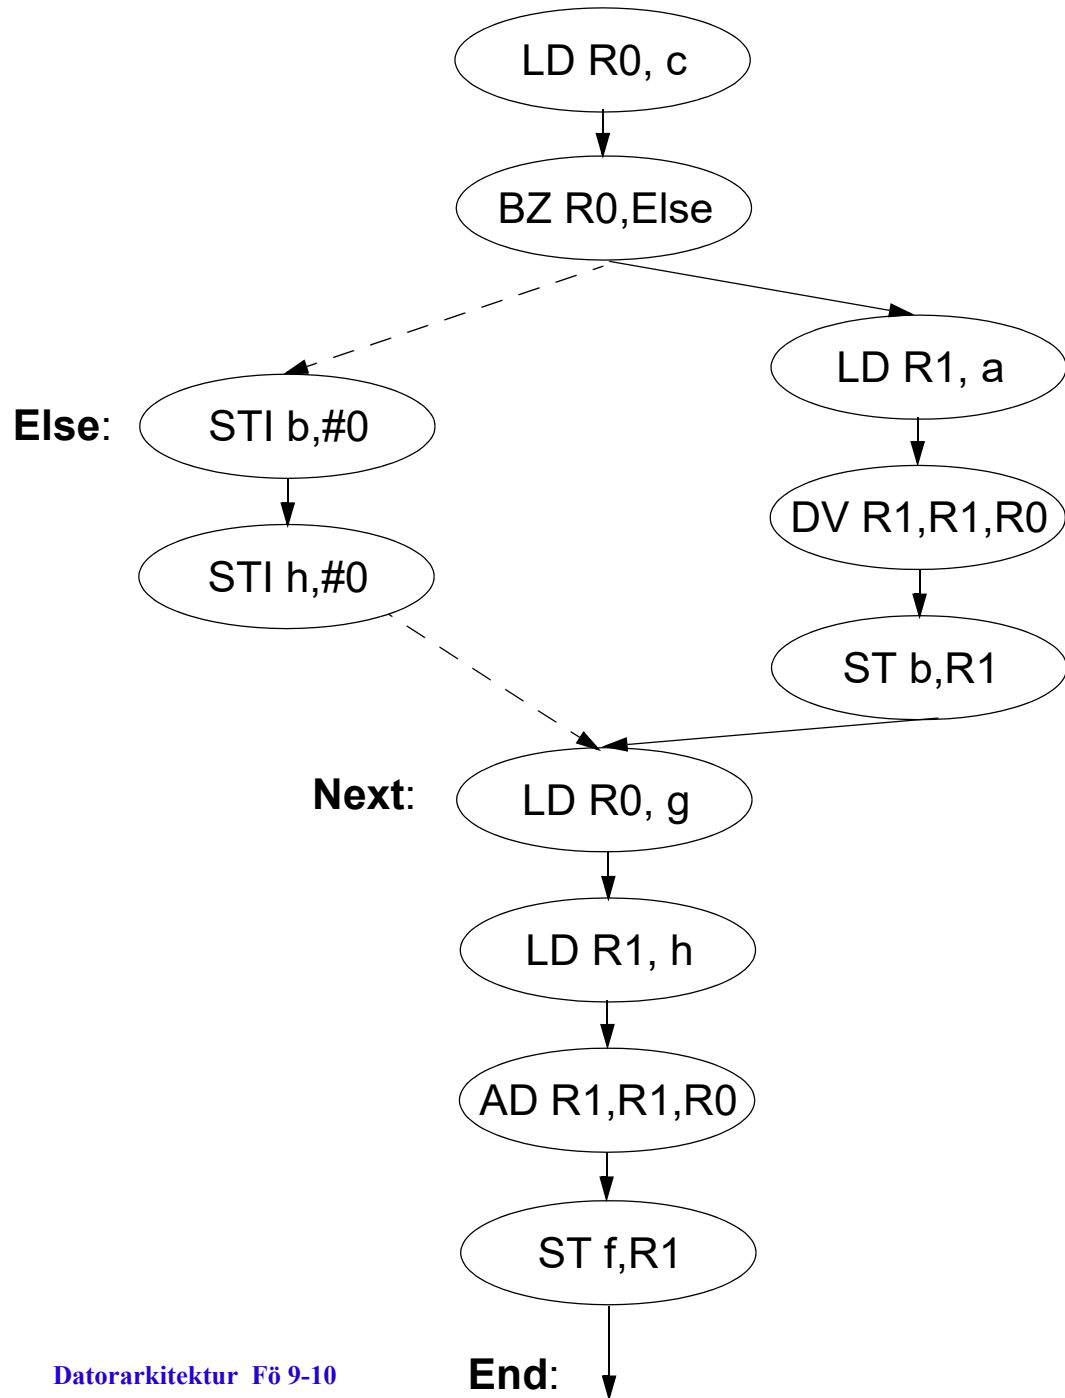 LD R0, c
BZ R0,Else
LD R1, a
Else: STI b,#0
DV R1,R1,R0
STI h,#0
ST b,R1
Next: LD R0, g
LD R1, h
AD R1,R1,R0
ST f,R1
Datorarkitektur Fö 9-10
End: